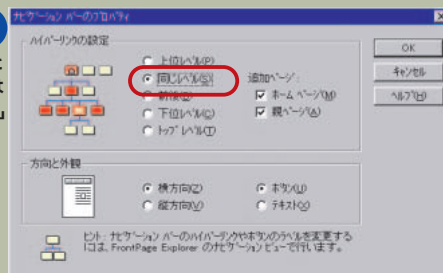 ナビゲーション バーのプロパティ
ハイパーリンクの設定
上位レベル(P)
同じレベル(S)
前後(B)
下位レベル(C)
トップ レベル(T)
追加ページ:
ホーム ページ(M)
親ページ(A)
OK
キャンセル
ヘルプ(H)
方向と外観
横方向(Z)
縦方向(V)
ボタン(U)
テキスト(X)
ヒント: ナビゲーション バーのハイパーリンクやボタンのラベルを変更する
には、FrontPage Explorer のナビゲーション ビューで行います。